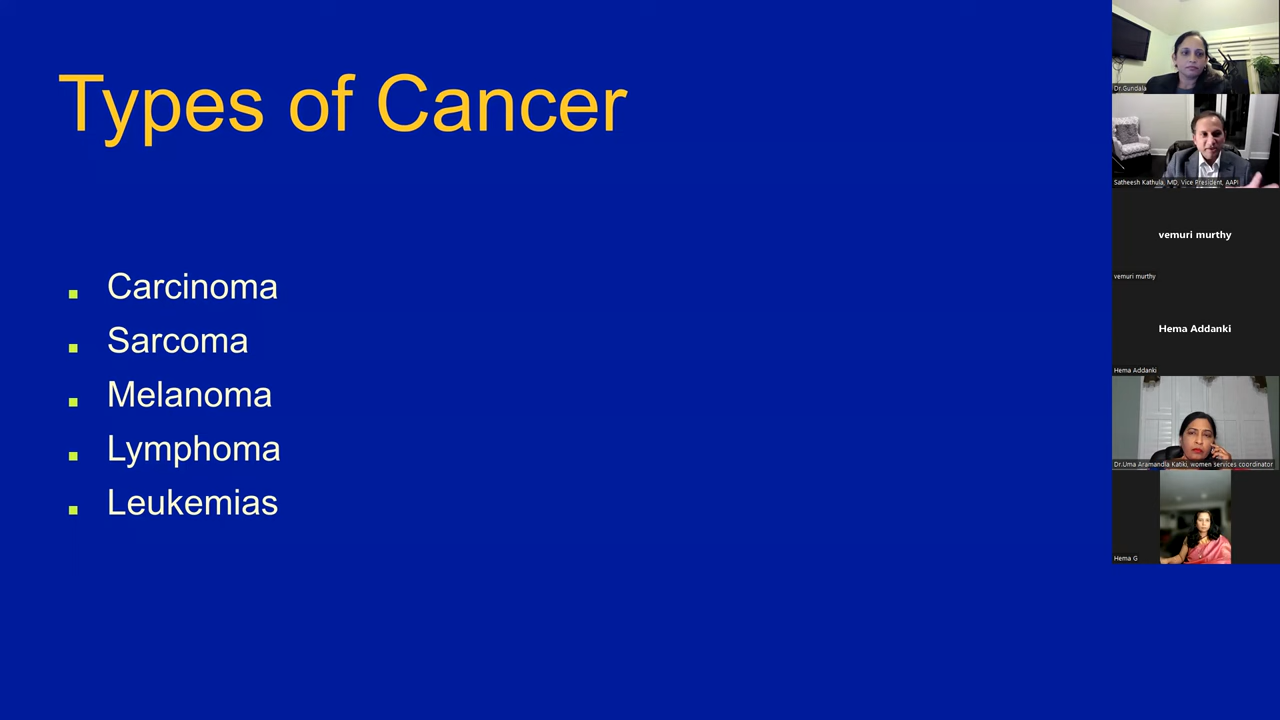 Types of Cancer
Carcinoma
Sarcoma
Melanoma
Lymphoma
Leukemias
Dr.Gundala
Satheesh Kathula, MD, Vice President, AAPI
vemuri murthy
vemuri murthy
Hema Addanki
Hema Addanki
Dr.Uma Aramandla Katiki, women services coordinator
Hema G